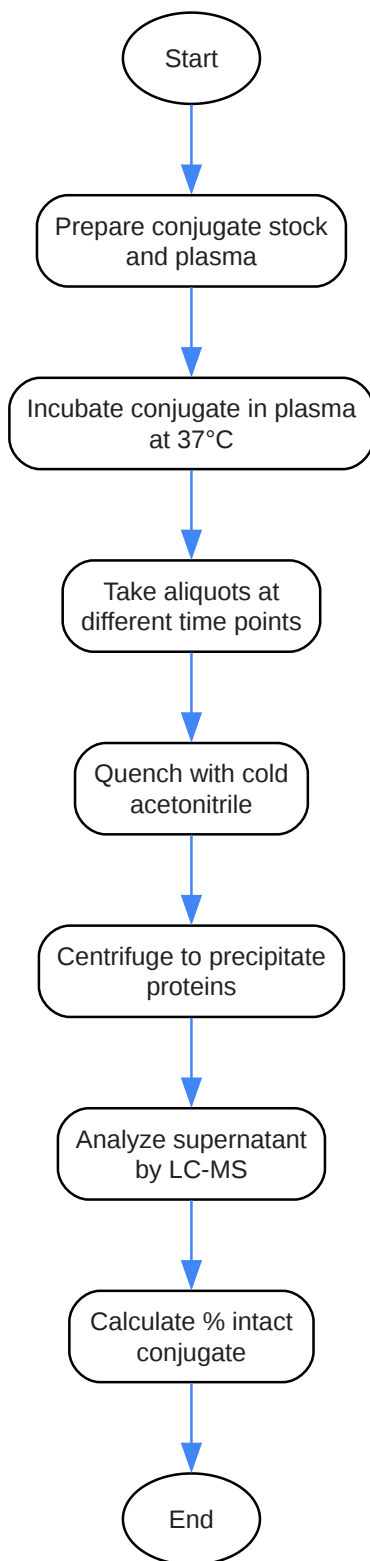 Start
Prepare conjugate stock
and plasma
Incubate conjugate in plasma
at 37°C
Take aliquots at
different time points
Quench with cold
acetonitrile
Centrifuge to precipitate
proteins
Analyze supernatant
by LC-MS
Calculate % intact
conjugate
End